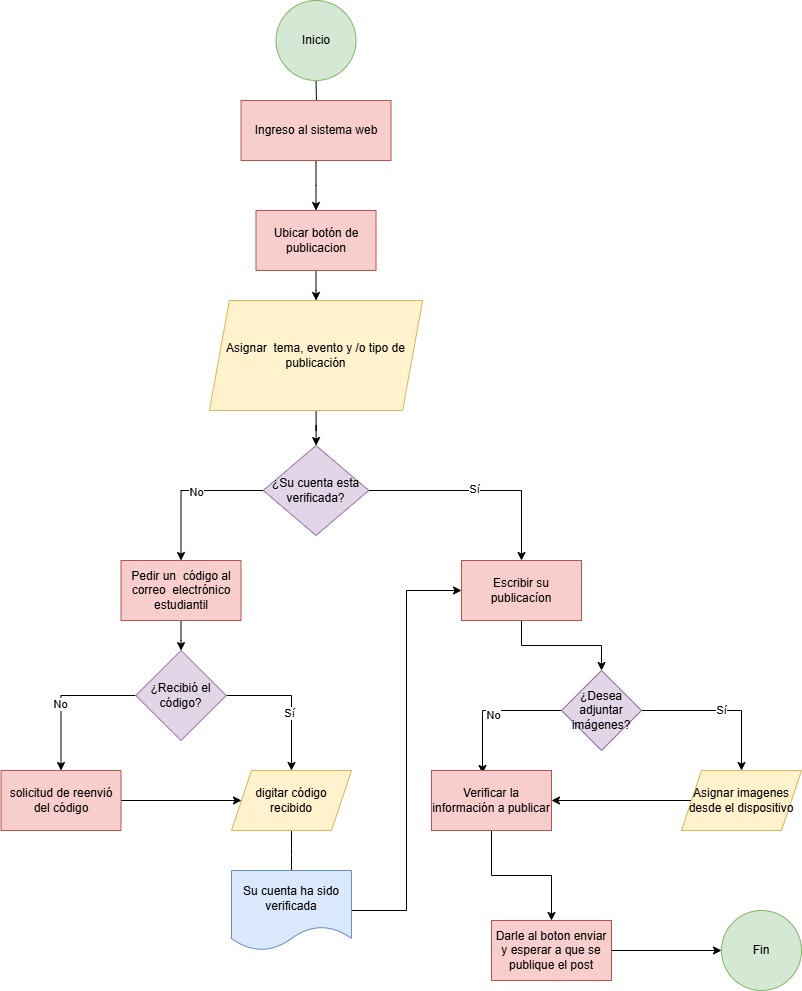 Inicio
Ingreso al sistema web
Ubicar botón de
publicacion
Asignar tema, evento y /o tipo de
publicación
¿Su cuenta esta
verificada?
No
Sí
Pedir un código al
correo electrónico
estudiantil
Escribir su
publicacíon
¿Recibió el
código?
No
Sí
¿Desea
adjuntar
imágenes?
No
Sí
solicitud de reenvió
del código
digitar código
recibido
Verificar la
información a publicar
Asignar imagenes
desde el dispositivo
Su cuenta ha sido
verificada
Darle al boton enviar
y esperar a que se
publique el post
Fin